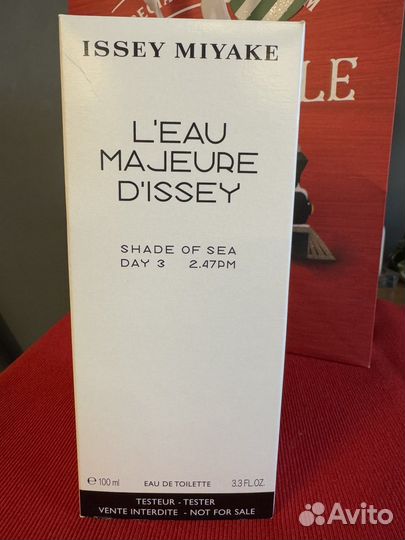 ISSEY MIYAKE
L'EAU
MAJEURE
D'ISSEY
SHADE OF SEA
DAY 3 2.47PM
℮ 100 ml EAU DE TOILETTE 3.3 FL.OZ.
TESTEUR - TESTER
VENTE INTERDITE - NOT FOR SALE
Avito